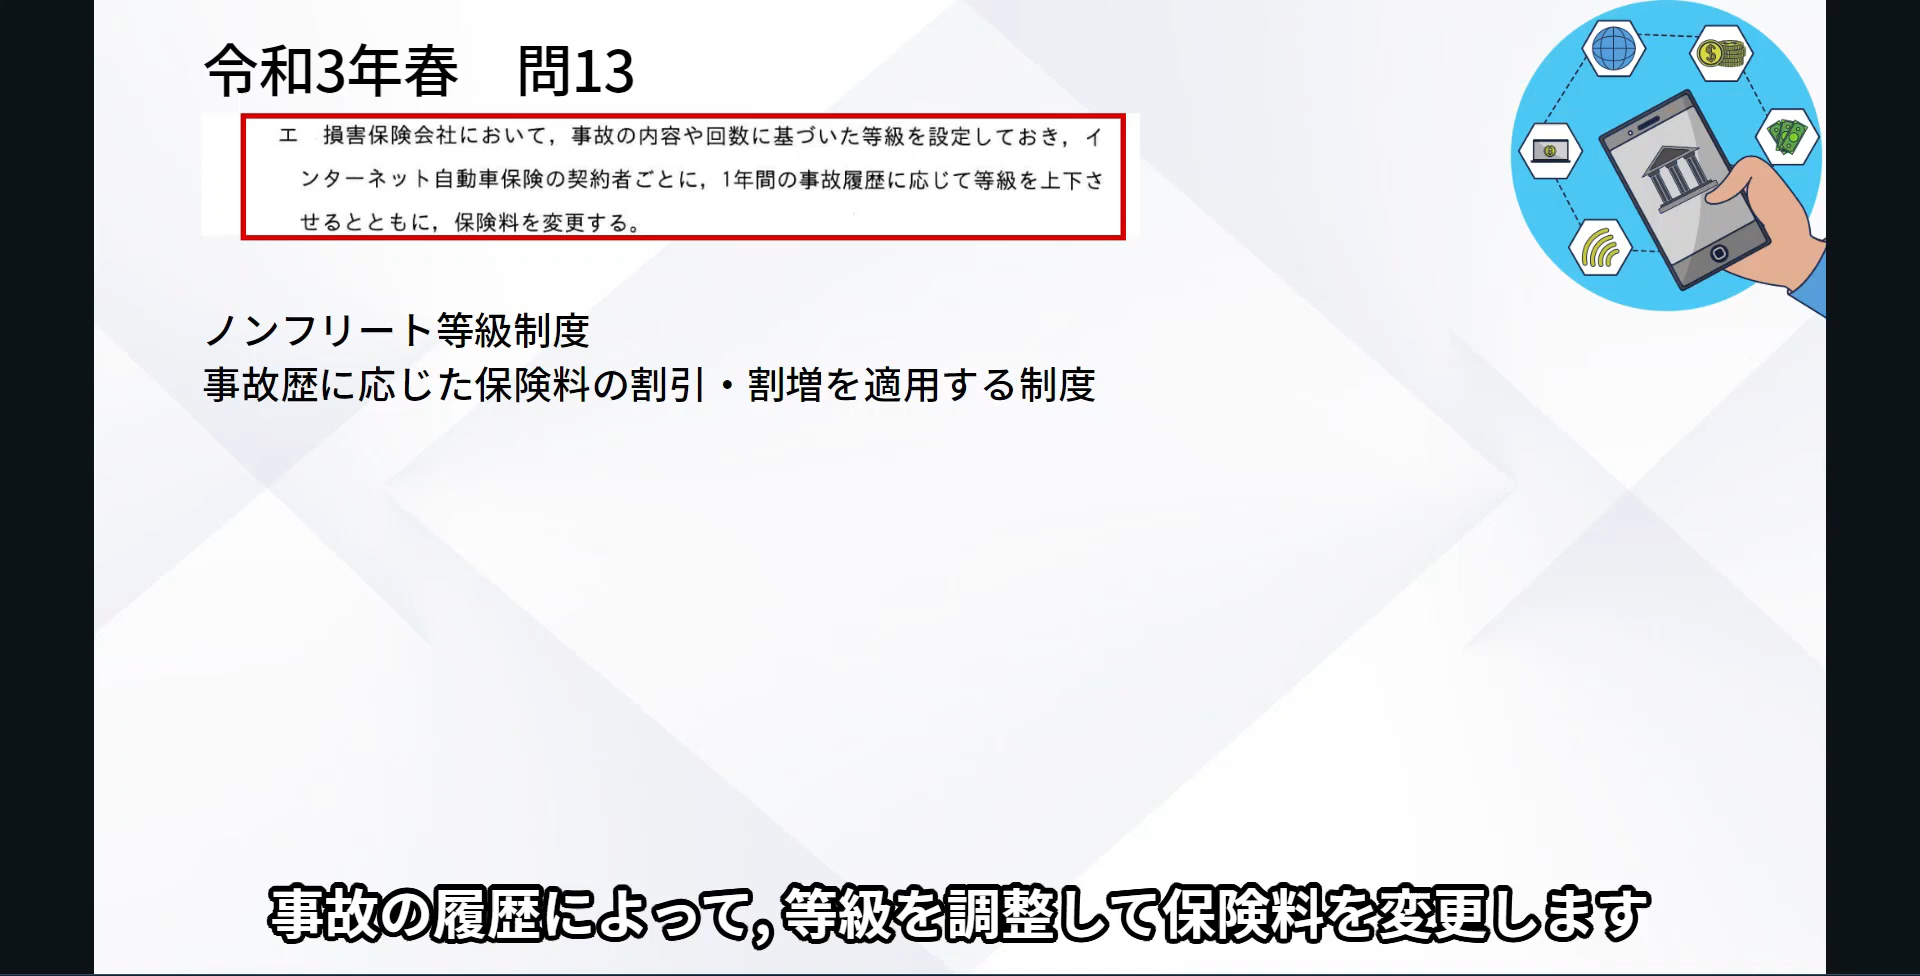 令和3年春　問13
エ　損害保険会社において，事故の内容や回数に基づいた等級を設定しておき，イ
ンターネット自動車保険の契約者ごとに，1年間の事故履歴に応じて等級を上下さ
せるとともに，保険料を変更する。
ノンフリート等級制度
事故歴に応じた保険料の割引・割増を適用する制度
事故の履歴によって,等級を調整して保険料を変更します